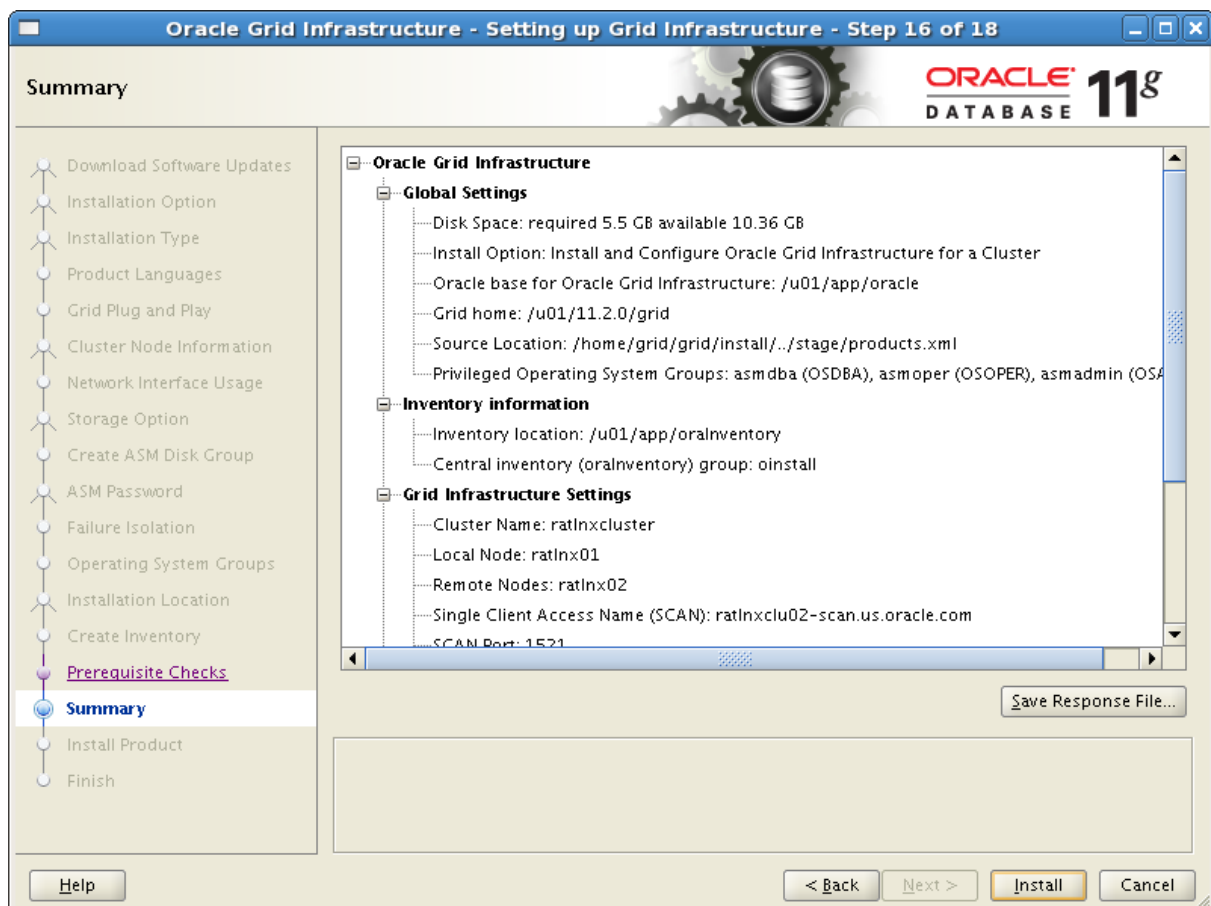 Oracle Grid Infrastructure - Setting up Grid Infrastructure - Step 16 of 18
Summary
ORACLE
DATABASE
11g
Download Software Updates
Installation Option
Installation Type
Product Languages
Grid Plug and Play
Cluster Node Information
Network Interface Usage
Storage Option
Create ASM Disk Group
ASM Password
Failure Isolation
Operating System Groups
Installation Location
Create Inventory
Prerequisite Checks
Summary
Install Product
Finish
Oracle Grid Infrastructure
Global Settings
Disk Space: required 5.5 GB available 10.36 GB
Install Option: Install and Configure Oracle Grid Infrastructure for a Cluster
Oracle base for Oracle Grid Infrastructure: /u01/app/oracle
Grid home: /u01/11.2.0/grid
Source Location: /home/grid/grid/install/../stage/products.xml
Privileged Operating System Groups: asmdba (OSDBA), asmoper (OSOPER), asmadmin (OSA
Inventory information
Inventory location: /u01/app/oraInventory
Central inventory (oraInventory) group: oinstall
Grid Infrastructure Settings
Cluster Name: ratlnxcluster
Local Node: ratlnx01
Remote Nodes: ratlnx02
Single Client Access Name (SCAN): ratlnxclu02-scan.us.oracle.com
SCAN Port: 1521
Save Response File...
Help
< Back
Next >
Install
Cancel